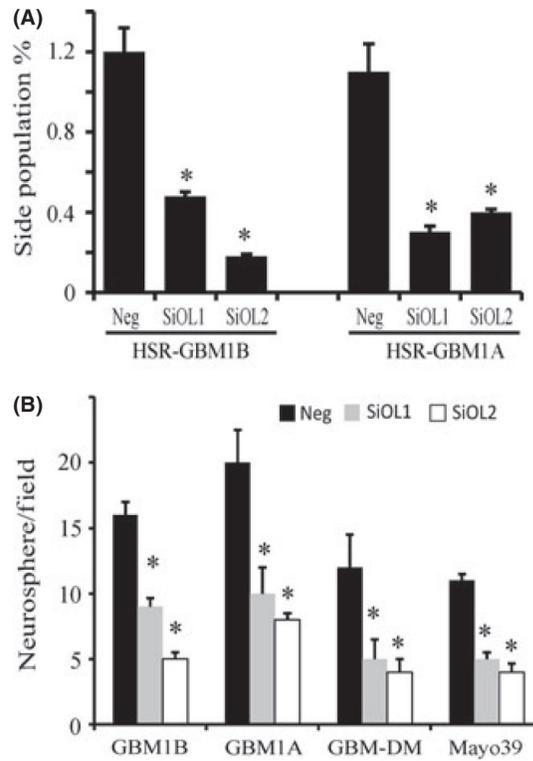 (A)
Side population %
1.2
0.8
0.4
0
* * * *
Neg SiOL1 SiOL2 Neg SiOL1 SiOL2
HSR-GBM1B HSR-GBM1A
(B)
Neg SiOL1 SiOL2
Neurosphere/field
20
15
10
5
0
* * * * * * * *
GBM1B GBM1A GBM-DM Mayo39